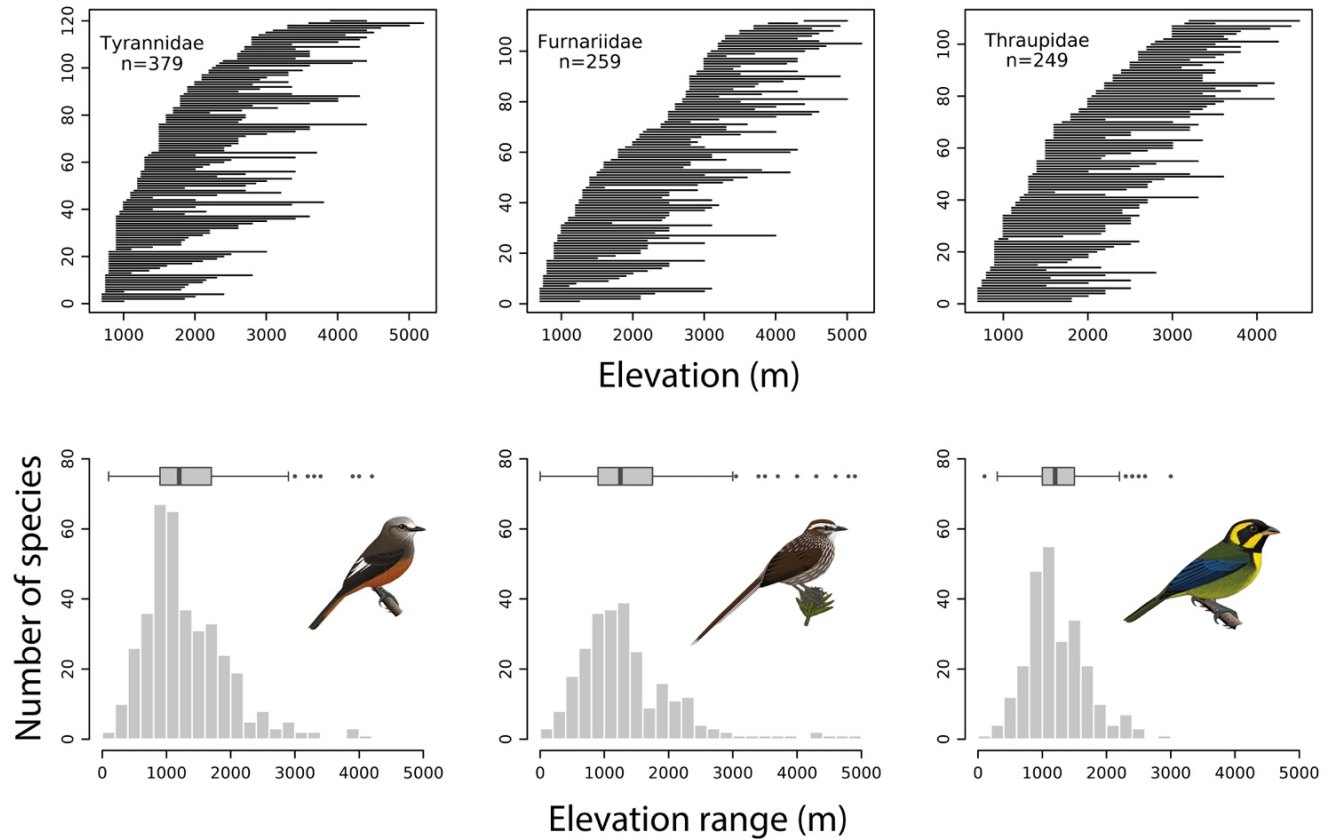 Tyrannidae
n=379
0 20 40 60 80 100 120
1000 2000 3000 4000 5000
Furnariidae
n=259
0 20 40 60 80 100
1000 2000 3000 4000 5000
Thraupidae
n=249
0 20 40 60 80 100
1000 2000 3000 4000
Elevation (m)
Number of species
0 20 40 60 80
0 1000 2000 3000 4000 5000
0 20 40 60 80
0 1000 2000 3000 4000 5000
0 20 40 60 80
0 1000 2000 3000 4000 5000
Elevation range (m)